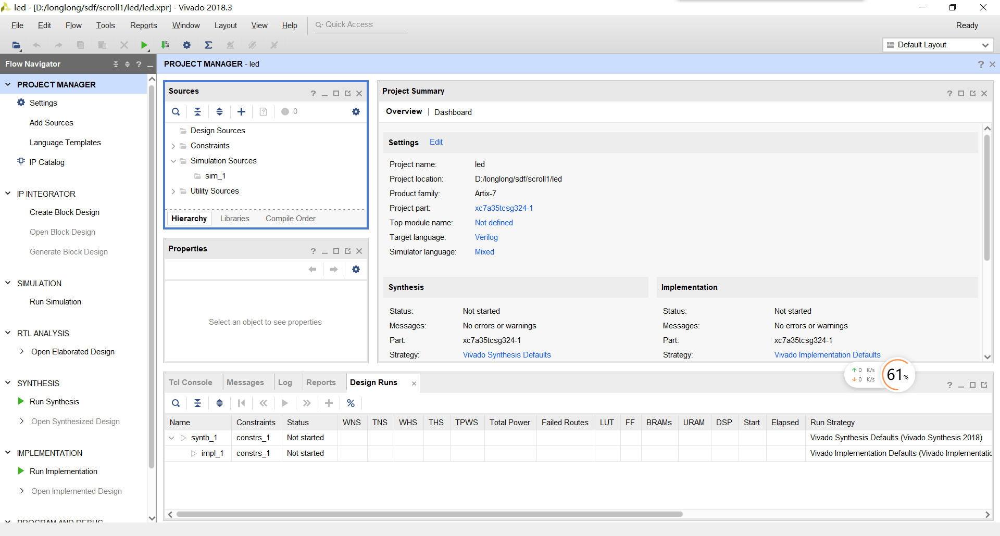 led - [D:/longlong/sdf/scroll1/led/led.xpr] - Vivado 2018.3
File Edit Flow Tools Reports Window Layout View Help Quick Access Ready
Default Layout
Flow Navigator
PROJECT MANAGER
Settings
Add Sources
Language Templates
IP Catalog
IP INTEGRATOR
Create Block Design
Open Block Design
Generate Block Design
SIMULATION
Run Simulation
RTL ANALYSIS
Open Elaborated Design
SYNTHESIS
Run Synthesis
Open Synthesized Design
IMPLEMENTATION
Run Implementation
Open Implemented Design
PROGRAM AND DEBUG
PROJECT MANAGER - led
Sources
0
Design Sources
Constraints
Simulation Sources
sim_1
Utility Sources
Hierarchy Libraries Compile Order
Properties
Select an object to see properties
Project Summary
Overview | Dashboard
Settings Edit
Project name: led
Project location: D:/longlong/sdf/scroll1/led
Product family: Artix-7
Project part: xc7a35tcsg324-1
Top module name: Not defined
Target language: Verilog
Simulator language: Mixed
Synthesis
Status: Not started
Messages: No errors or warnings
Part: xc7a35tcsg324-1
Strategy: Vivado Synthesis Defaults
Implementation
Status: Not started
Messages: No errors or warnings
Part: xc7a35tcsg324-1
Strategy: Vivado Implementation Defaults
↑ 0 K/s
↓ 0 K/s
61%
Tcl Console Messages Log Reports Design Runs
Name Constraints Status WNS TNS WHS THS TPWS Total Power Failed Routes LUT FF BRAMs URAM DSP Start Elapsed Run Strategy
synth_1 constrs_1 Not started Vivado Synthesis Defaults (Vivado Synthesis 2018)
impl_1 constrs_1 Not started Vivado Implementation Defaults (Vivado Implementatic